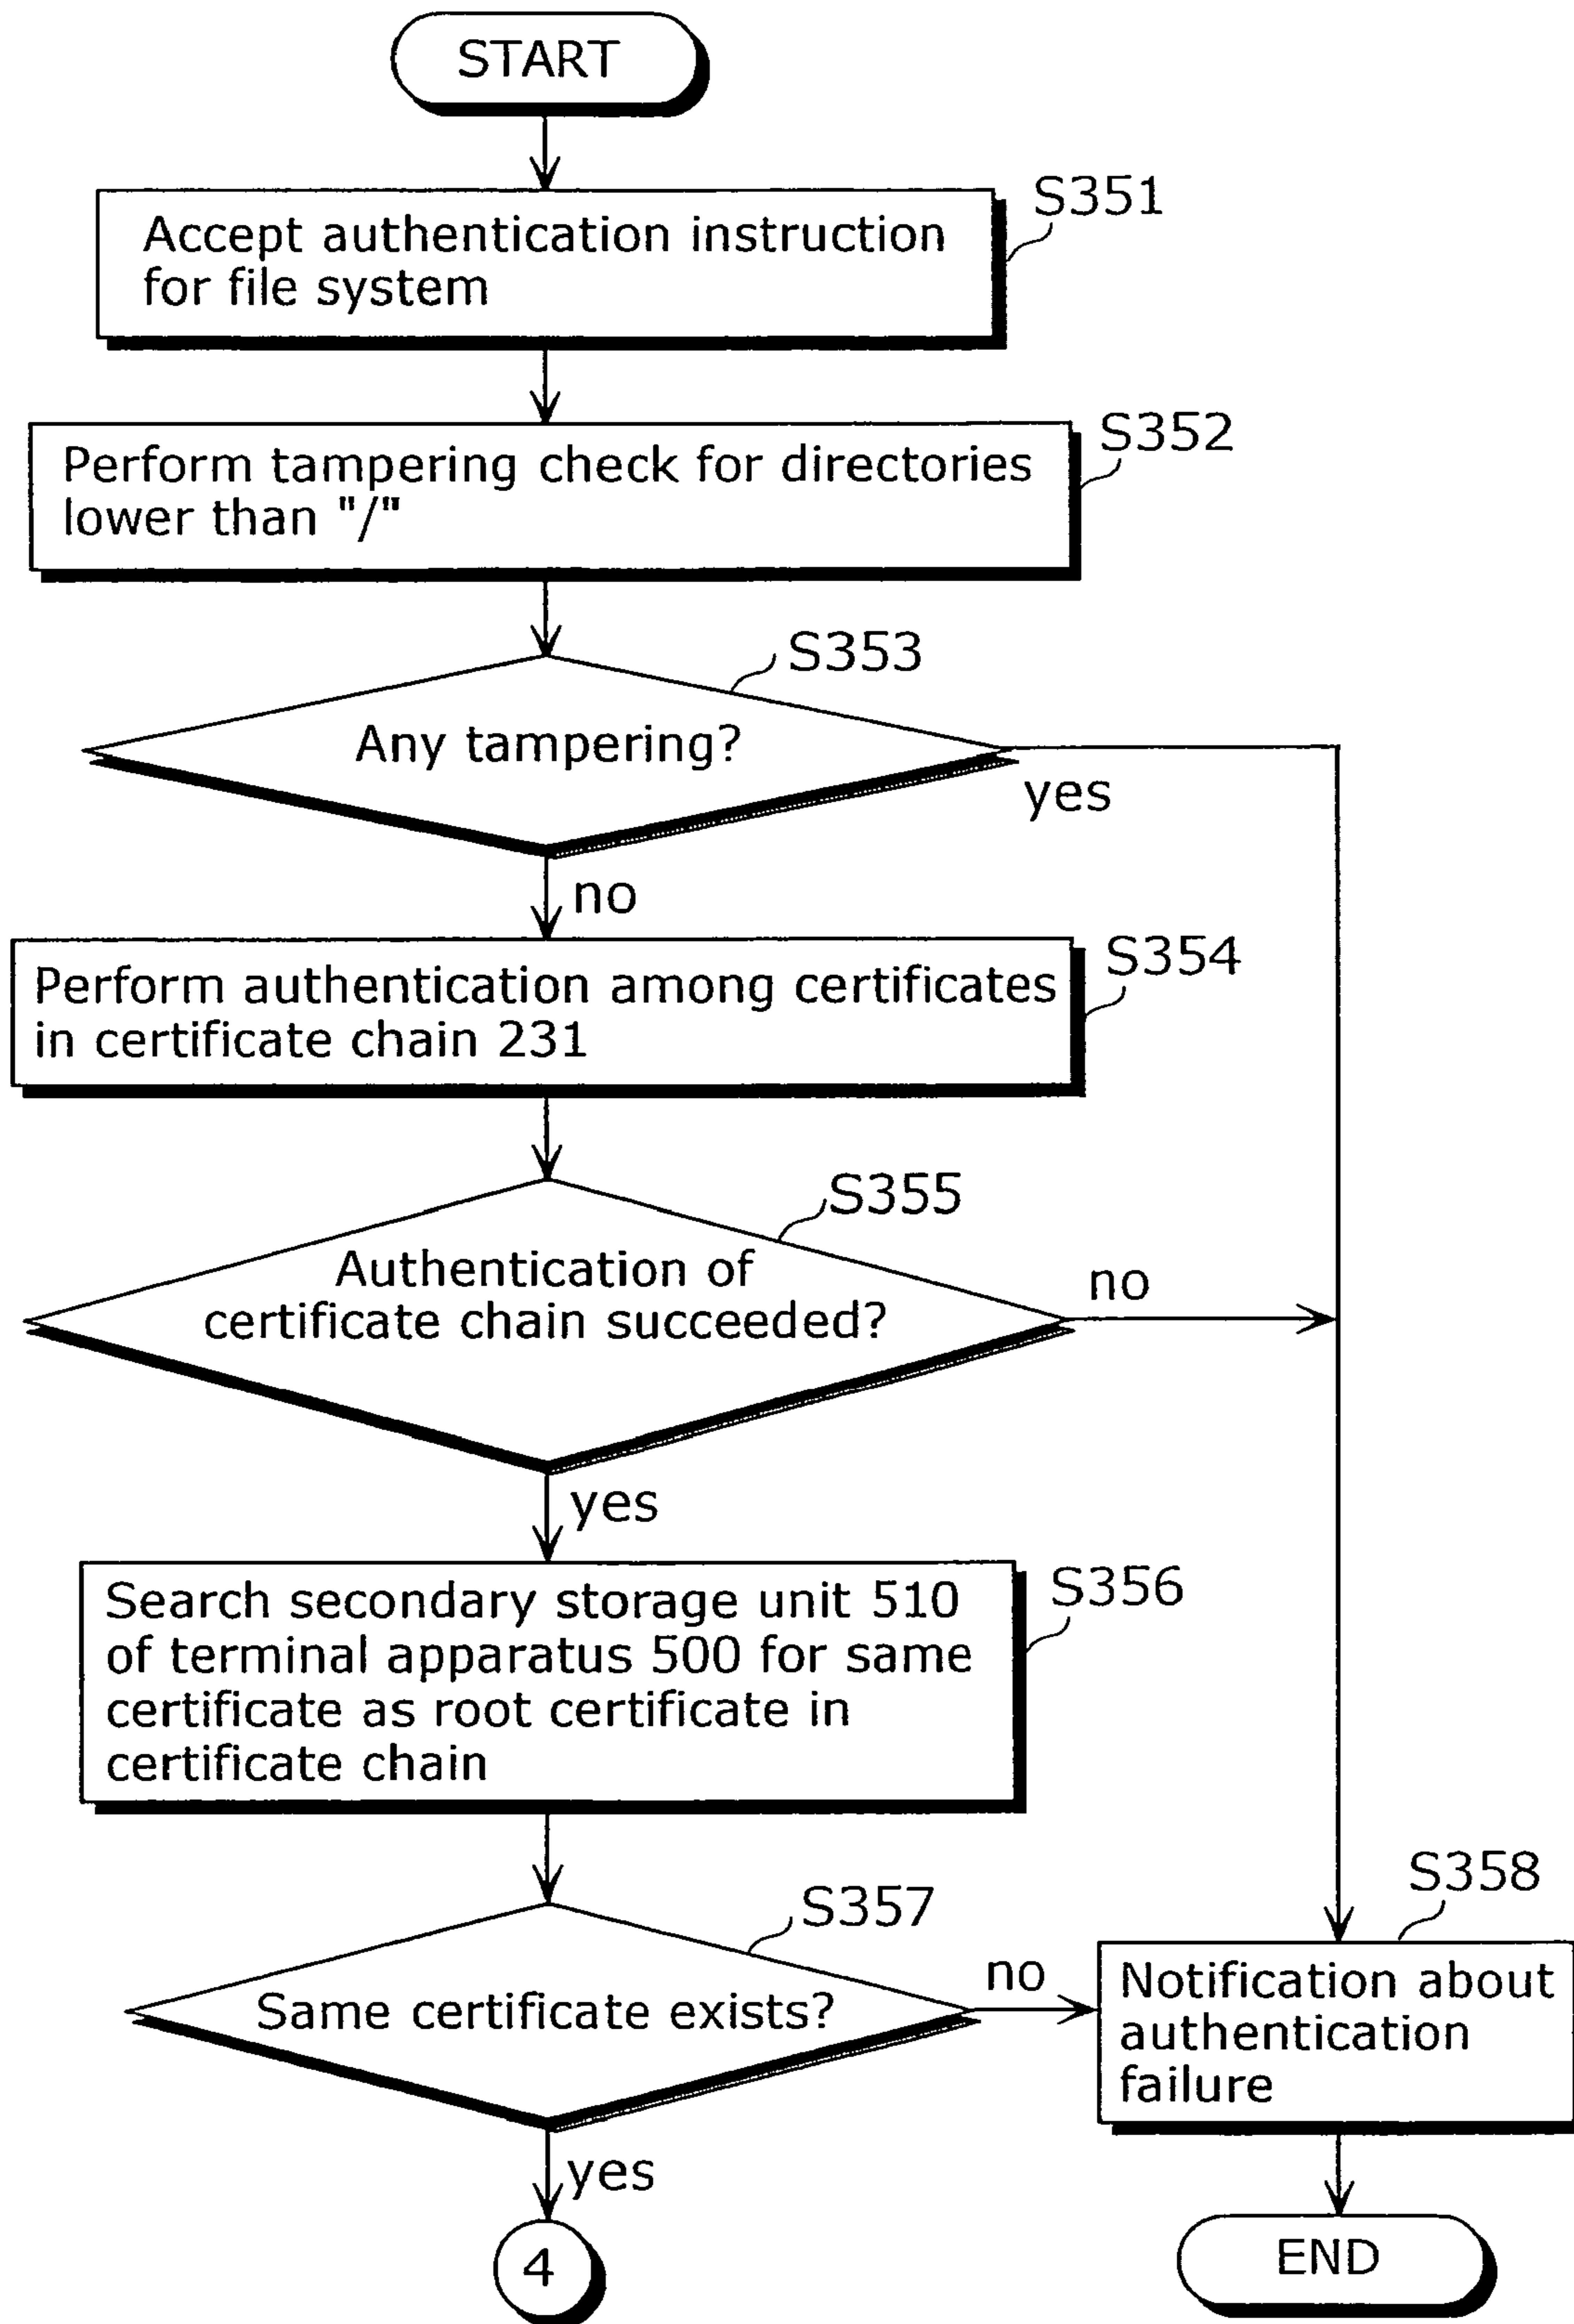 START
S351
Accept authentication instruction
for file system
S352
Perform tampering check for directories
lower than "/"
S353
Any tampering?
yes
no
S354
Perform authentication among certificates
in certificate chain 231
S355
Authentication of
certificate chain succeeded?
no
yes
S356
Search secondary storage unit 510
of terminal apparatus 500 for same
certificate as root certificate in
certificate chain
S357
Same certificate exists?
no
S358
Notification about
authentication
failure
yes
4
END